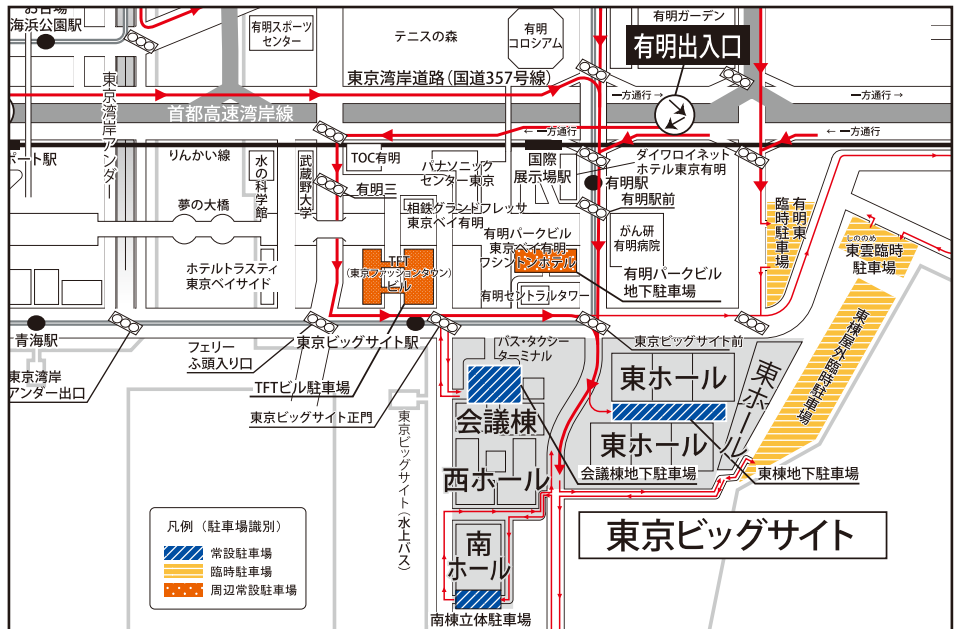 お台場
海浜公園駅
有明スポーツ
センター
テニスの森
有明
コロシアム
有明ガーデン
有明出入口
東京湾岸道路(国道357号線)
首都高速湾岸線
一方通行→
一方通行→
←一方通行
←一方通行
東京湾岸アンダー
ポート駅
りんかい線
水の科学館
武蔵野大学
TOC有明
パナソニック
センター東京
国際
展示場駅
ダイワロイネット
ホテル東京有明
有明駅
有明駅前
有明三
夢の大橋
相鉄グランドフレッサ
東京ベイ有明
有明パークビル
東京ベイ有明
ワシントンホテル
がん研
有明病院
有明パークビル
地下駐車場
有明東
臨時駐車場
しののめ
東雲臨時
駐車場
ホテルトラスティ
東京ベイサイド
TFT
(東京ファッションタウン)
ビル
有明セントラルタワー
青海駅
フェリー
ふ頭入り口
東京ビッグサイト駅
バス・タクシー
ターミナル
東京ビッグサイト前
東京湾岸
アンダー出口
TFTビル駐車場
東京ビッグサイト正門
東京ビッグサイト(水上バス)
会議棟
西ホール
東ホール
東ホール
東ホール
東棟屋外臨時駐車場
会議棟地下駐車場
東棟地下駐車場
東京ビッグサイト
南
ホール
南棟立体駐車場
凡例(駐車場識別)
常設駐車場
臨時駐車場
周辺常設駐車場